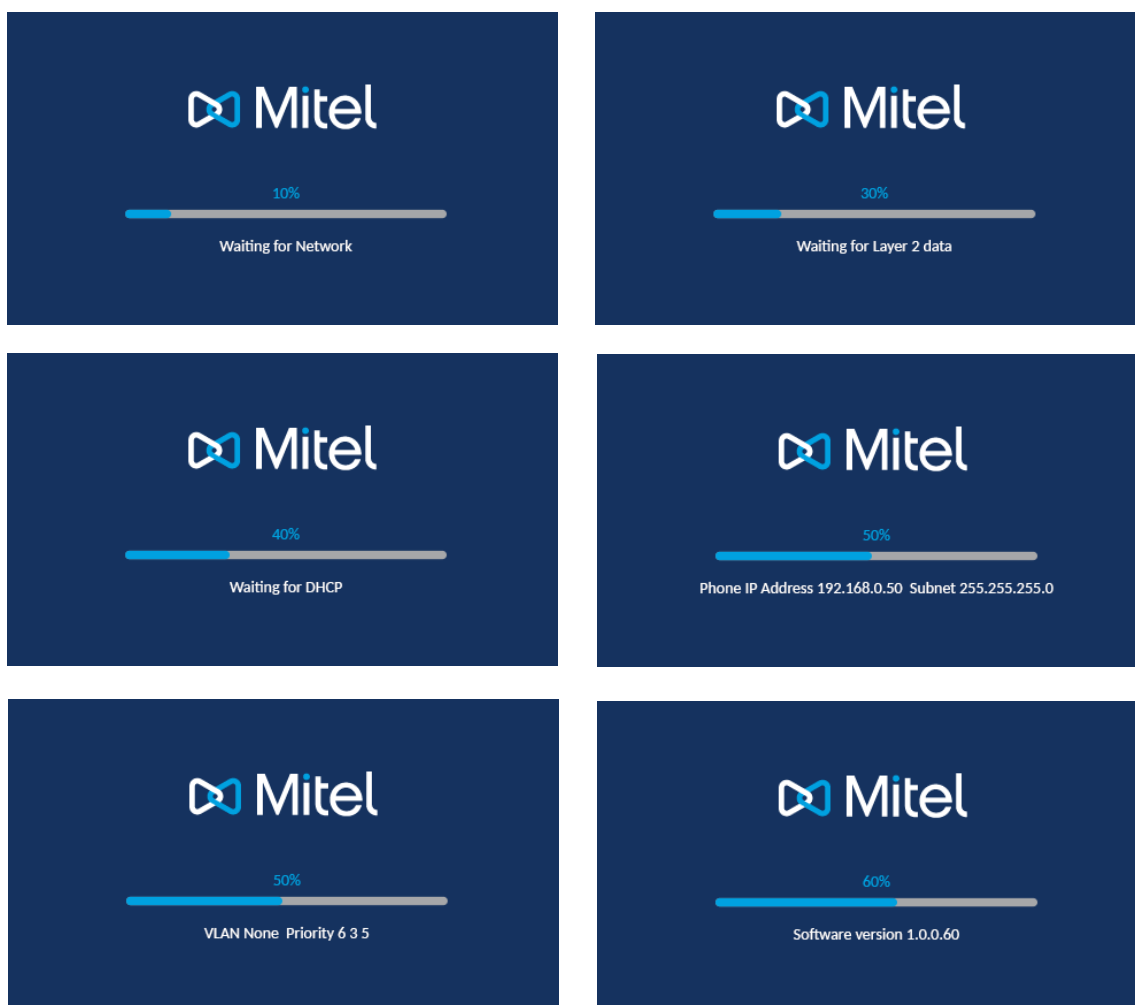 Mitel
10%
Waiting for Network
Mitel
30%
Waiting for Layer 2 data
Mitel
40%
Waiting for DHCP
Mitel
50%
Phone IP Address 192.168.0.50 Subnet 255.255.255.0
Mitel
50%
VLAN None Priority 6 3 5
Mitel
60%
Software version 1.0.0.60